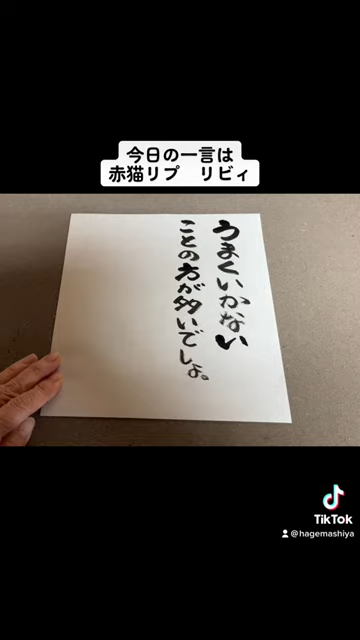 今日の一言は
赤猫リプ　リビィ
うまくいかない
ことの方が多いでしょ。
TikTok
@hagemashiya